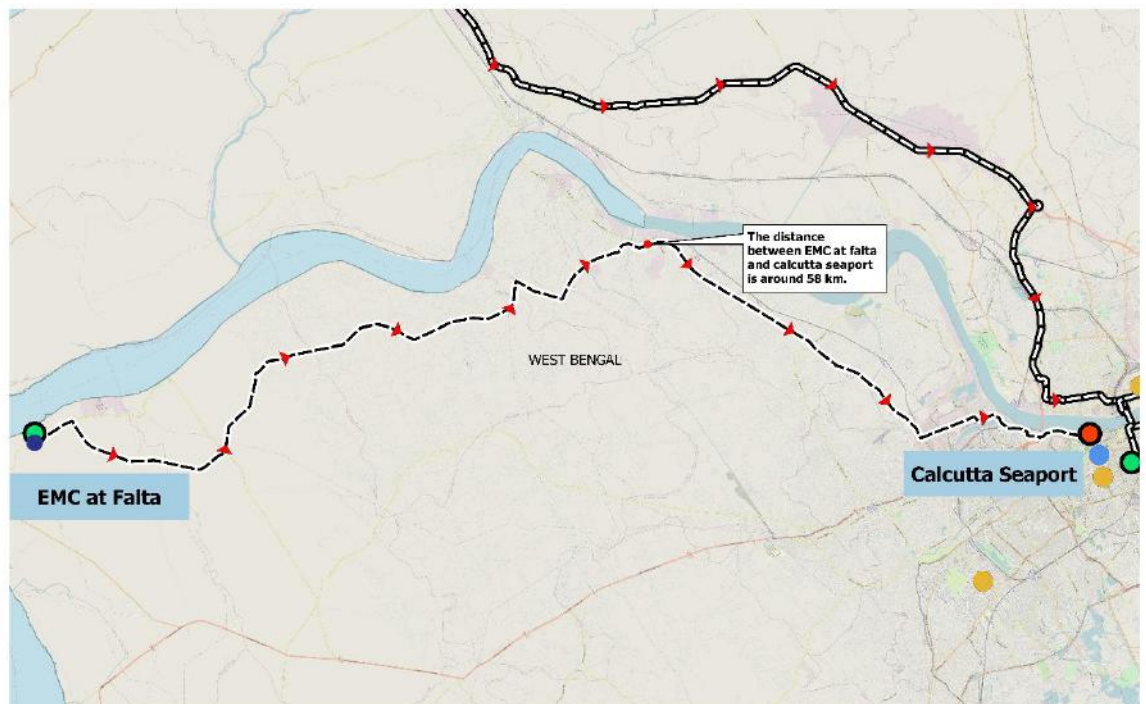 The distance
between EMC at falta
and calcutta seaport
is around 58 km.
WEST BENGAL
EMC at Falta
Calcutta Seaport